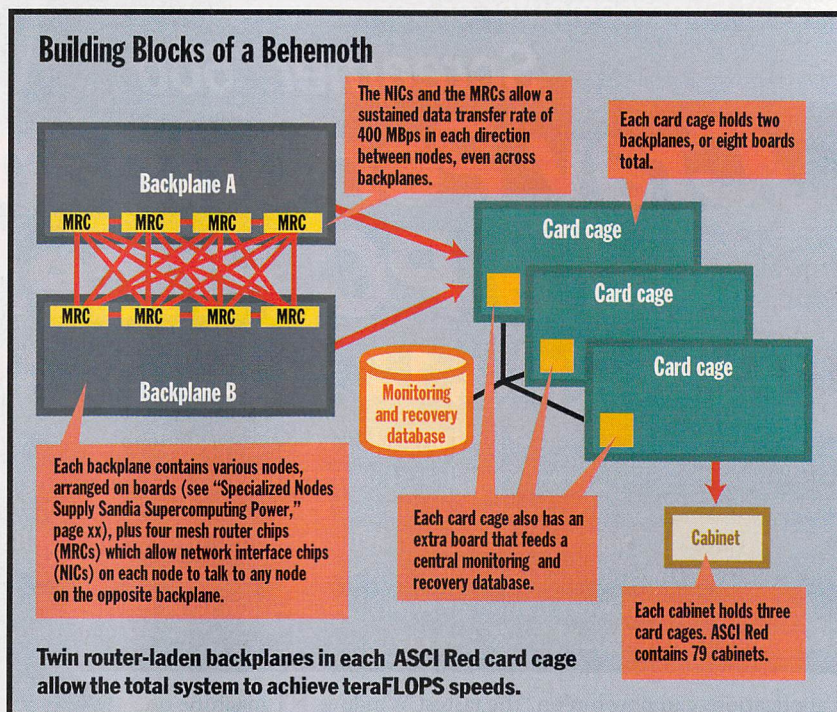 Building Blocks of a Behemoth
The NICs and the MRCs allow a
sustained data transfer rate of
400 MBps in each direction
between nodes, even across
backplanes.
Each card cage holds two
backplanes, or eight boards
total.
Backplane A
MRC MRC MRC MRC
MRC MRC MRC MRC
Backplane B
Card cage
Card cage
Card cage
Monitoring
and recovery
database
Each backplane contains various nodes,
arranged on boards (see “Specialized Nodes
Supply Sandia Supercomputing Power,”
page xx), plus four mesh router chips
(MRCs) which allow network interface chips
(NICs) on each node to talk to any node
on the opposite backplane.
Each card cage also has an
extra board that feeds a
central monitoring and
recovery database.
Cabinet
Each cabinet holds three
card cages. ASCI Red
contains 79 cabinets.
Twin router-laden backplanes in each ASCI Red card cage
allow the total system to achieve teraFLOPS speeds.